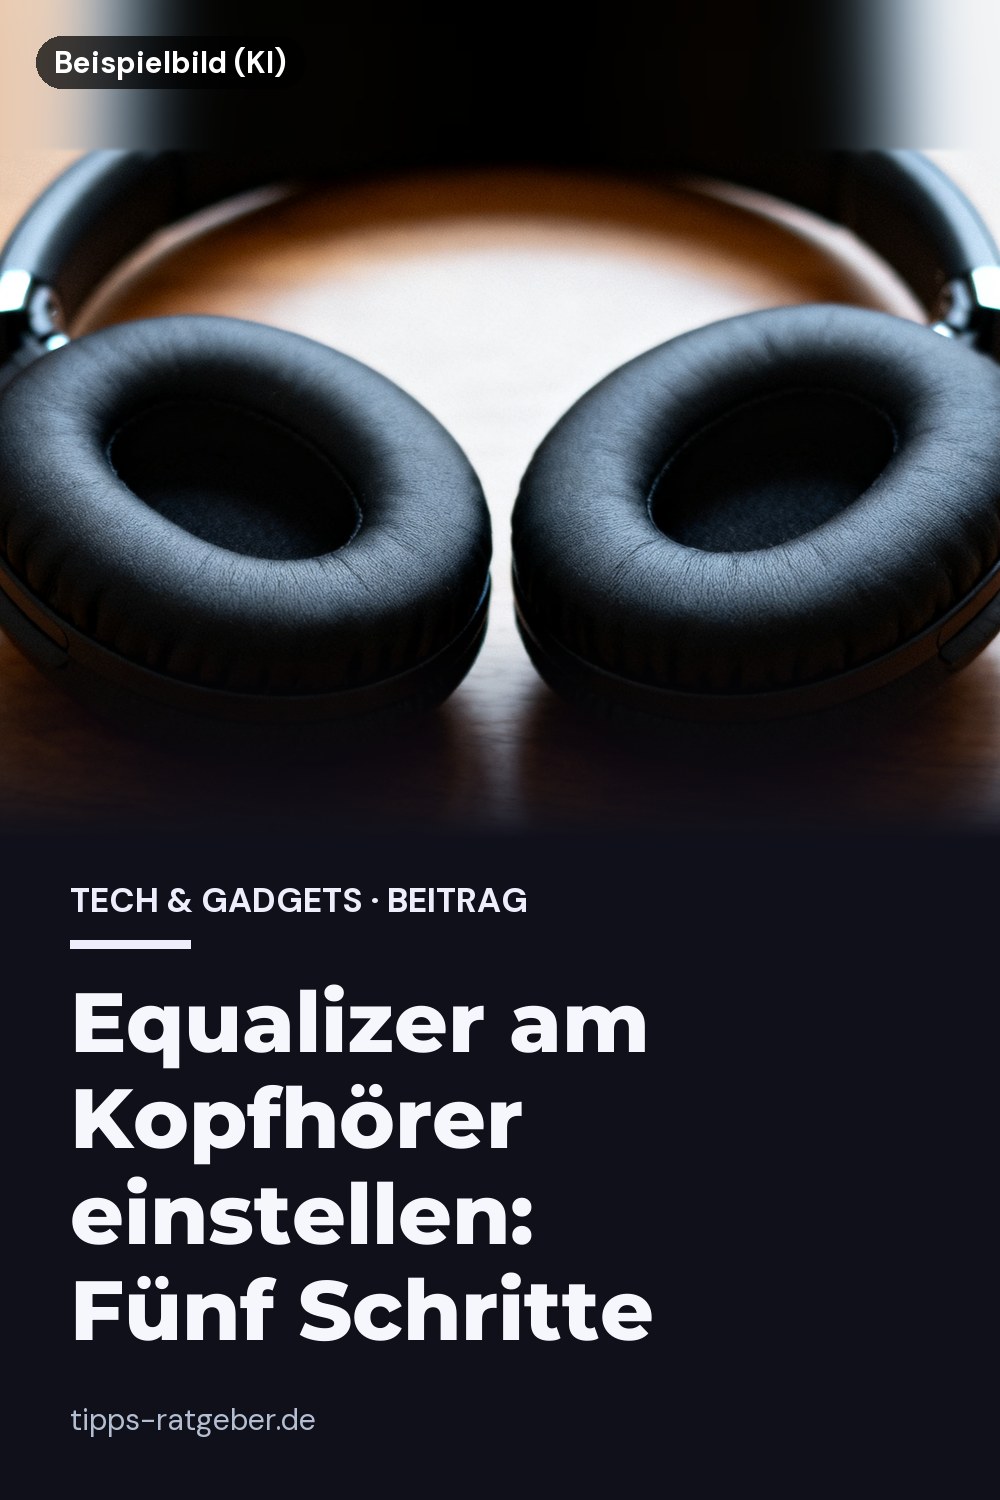 Beispielbild (KI)
TECH & GADGETS · BEITRAG
Equalizer am
Kopfhörer
einstellen:
Fünf Schritte
tipps-ratgeber.de